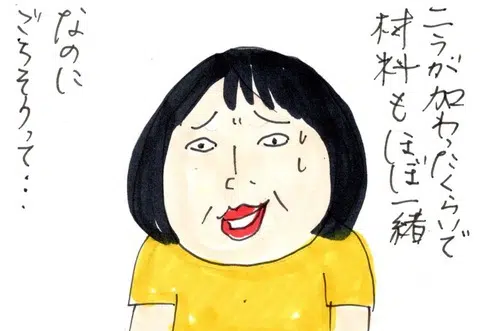 ニラが加わったくらいで
材料もほぼ一緒
なのに
ごちそうって・・・